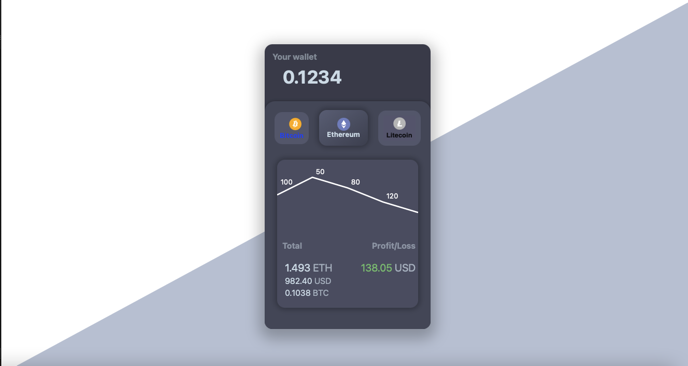 Your wallet
0.1234
Bitcoin
Ethereum
Litecoin
100
50
80
120
Total
Profit/Loss
1.493 ETH
138.05 USD
982.40 USD
0.1038 BTC